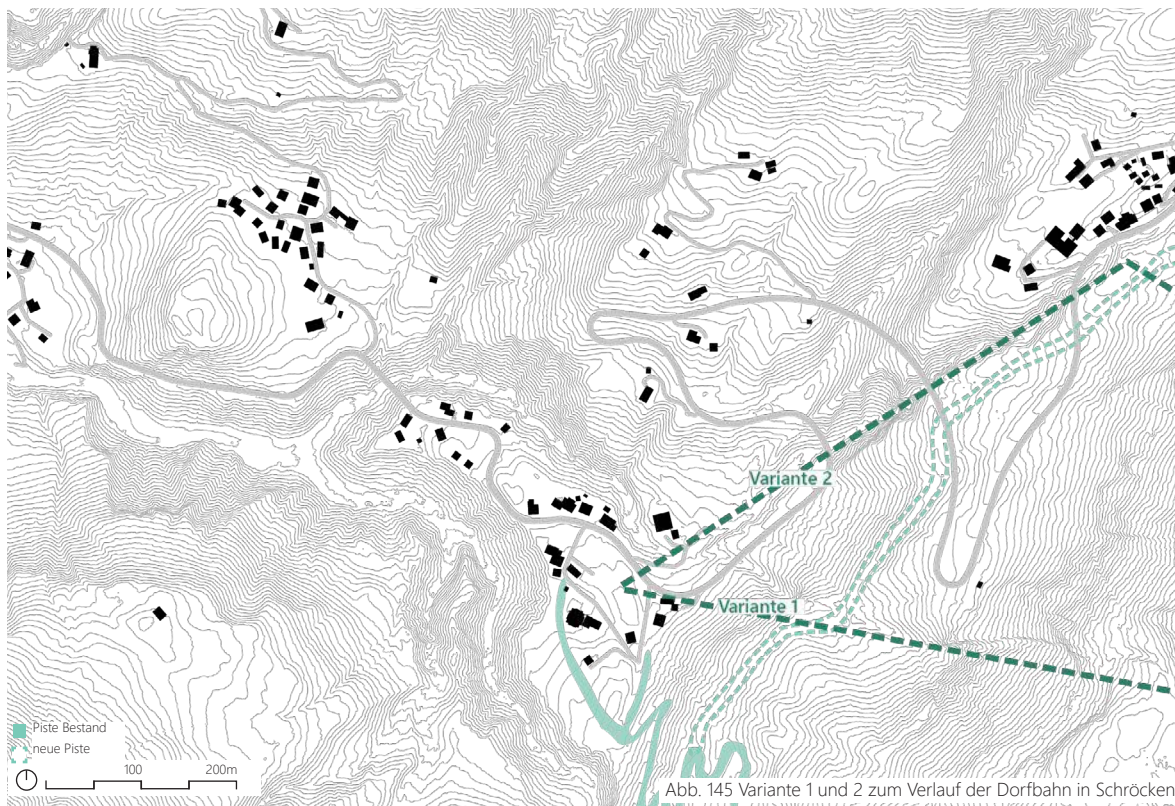 Variante 2
Variante 1
Piste Bestand
neue Piste
100
200m
Abb. 145 Variante 1 und 2 zum Verlauf der Dorfbahn in Schröcken